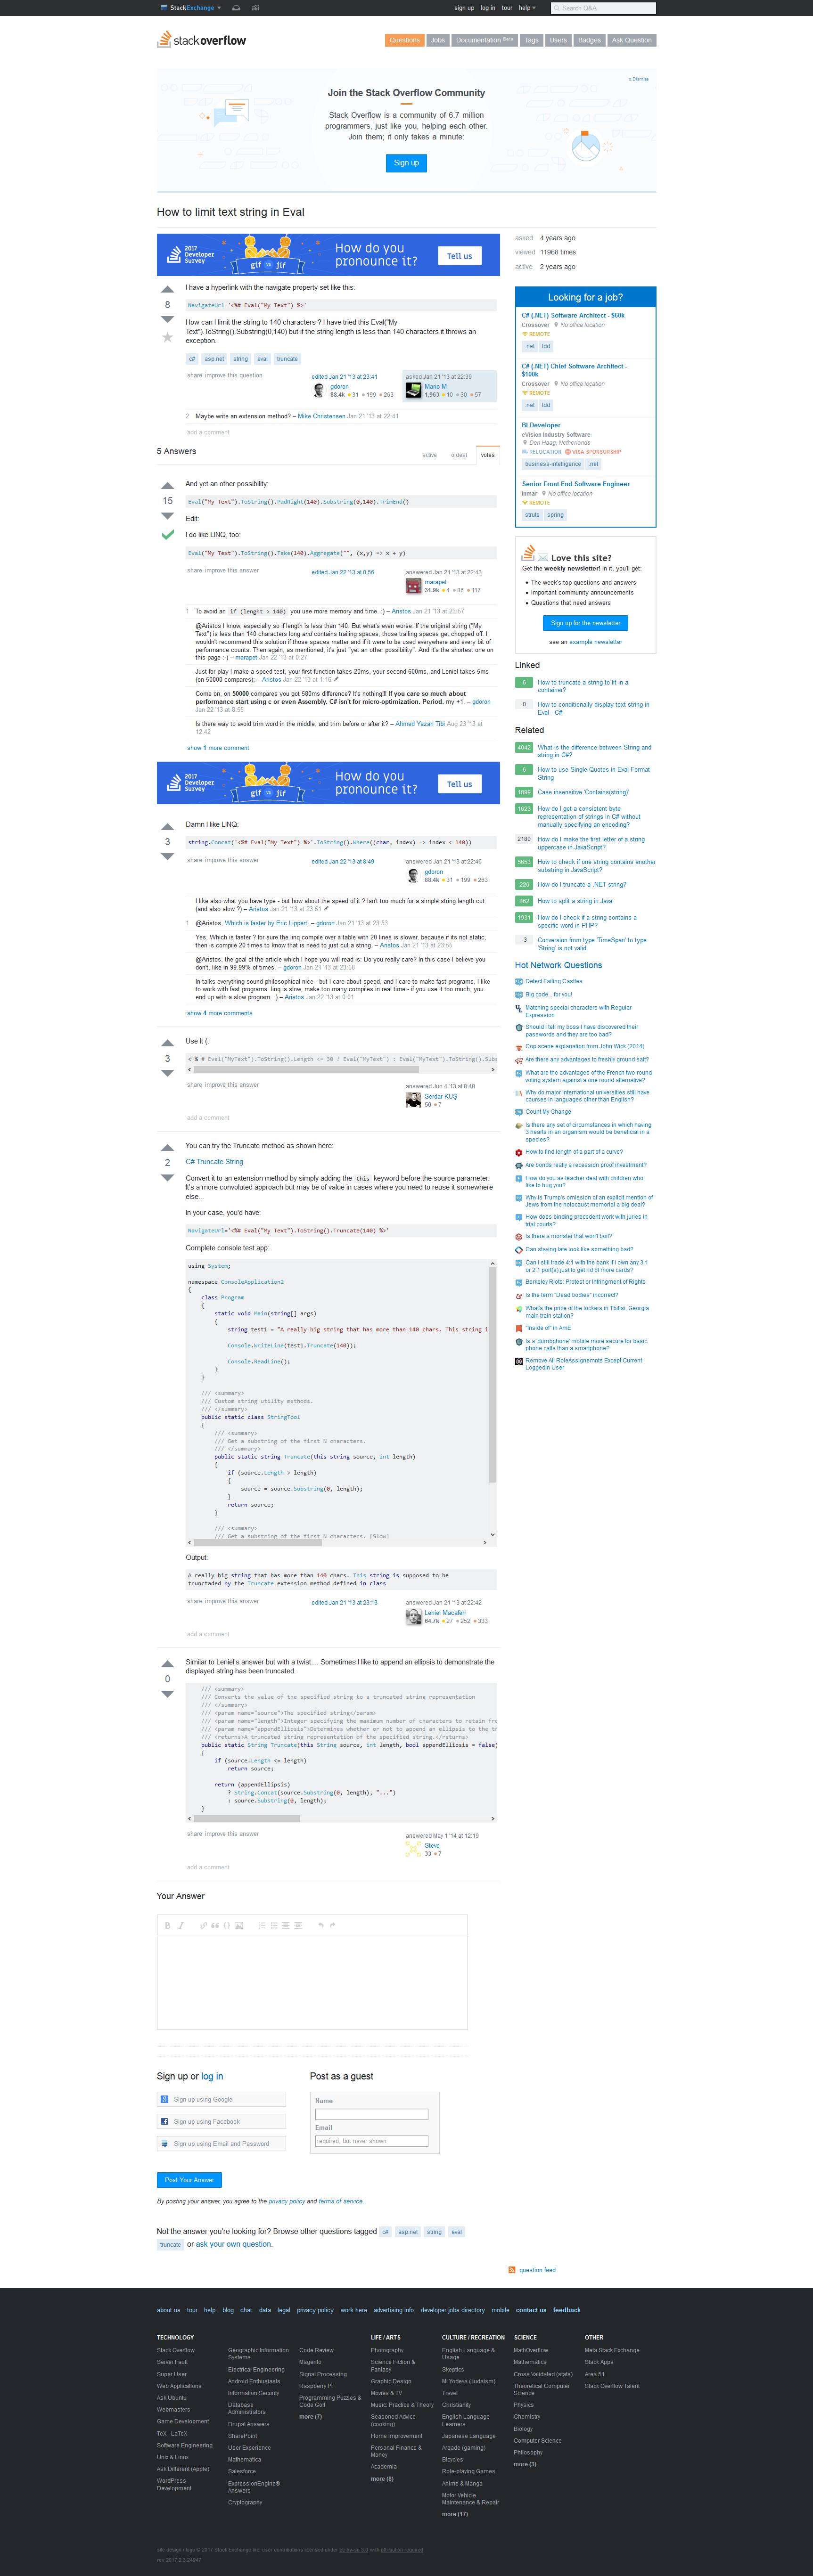 StackExchange
sign up log in tour help
Search Q&A
stackoverflow
Questions Jobs Documentation Beta Tags Users Badges Ask Question
x Dismiss
Join the Stack Overflow Community
Stack Overflow is a community of 6.7 million
programmers, just like you, helping each other.
Join them; it only takes a minute:
Sign up
How to limit text string in Eval
2017 Developer Survey
gif vs jif
How do you pronounce it?
Tell us
asked 4 years ago
viewed 11968 times
active 2 years ago
8
I have a hyperlink with the navigate property set like this:
NavigateUrl='<%# Eval("My Text") %>'
How can I limit the string to 140 characters ? I have tried this Eval("My
Text").ToString().Substring(0,140) but if the string length is less than 140 characters it throws an
exception.
c# asp.net string eval truncate
share improve this question
edited Jan 21 '13 at 23:41
gdoron
88.4k 31 199 263
asked Jan 21 '13 at 22:39
Mario M
1,963 10 30 57
2 Maybe write an extension method? – Mike Christensen Jan 21 '13 at 22:41
add a comment
5 Answers
active oldest votes
15
And yet an other possibility:
Eval("My Text").ToString().PadRight(140).Substring(0,140).TrimEnd()
Edit:
I do like LINQ, too:
Eval("My Text").ToString().Take(140).Aggregate("", (x,y) => x + y)
share improve this answer
edited Jan 22 '13 at 0:56
answered Jan 21 '13 at 22:43
marapet
31.9k 4 86 117
1 To avoid an if (lenght > 140) you use more memory and time. :) – Aristos Jan 21 '13 at 23:57
@Aristos I know, especially so if length is less than 140. But what's even worse: If the original string ("My
Text") is less than 140 characters long and contains trailing spaces, those trailing spaces get chopped off. I
wouldn't recommend this solution if those spaces matter or if it were used everywhere and every bit of
performance counts. Then again, as mentioned, it's just "yet an other possibility". And it's the shortest one on
this page :-) – marapet Jan 22 '13 at 0:27
Just for play I make a speed test, your first function takes 20ms, your second 600ms, and Leniel takes 5ms
(on 50000 compares); – Aristos Jan 22 '13 at 1:16
Come on, on 50000 compares you got 580ms difference? It's nothing!!! If you care so much about
performance start using c or even Assembly. C# isn't for micro-optimization. Period. my +1. – gdoron
Jan 22 '13 at 8:55
Is there way to avoid trim word in the middle, and trim before or after it? – Ahmed Yazan Tibi Aug 23 '13 at
12:42
show 1 more comment
2017 Developer Survey
gif vs jif
How do you pronounce it?
Tell us
3
Damn I like LINQ:
string.Concat('<%# Eval("My Text") %>'.ToString().Where((char, index) => index < 140))
share improve this answer
edited Jan 22 '13 at 8:49
answered Jan 21 '13 at 22:46
gdoron
88.4k 31 199 263
I like also what you have type - but how about the speed of it ? Isn't too much for a simple string length cut
(and also slow ?) – Aristos Jan 21 '13 at 23:51
1 @Aristos, Which is faster by Eric Lippert. – gdoron Jan 21 '13 at 23:53
Yes, Which is faster ? for sure the linq compile over a table with 20 lines is slower, because if its not static,
then is compile 20 times to know that is need to just cut a string. – Aristos Jan 21 '13 at 23:55
@Aristos, the goal of the article which I hope you will read is: Do you really care? In this case I believe you
don't, like in 99.99% of times. – gdoron Jan 21 '13 at 23:58
In talks everything sound philosophical nice - but I care about speed, and I care to make fast programs, I like
to work with really fast programs. linq is slow, make too many compiles in real time - if you use it too much, you
end up with a slow program. :) – Aristos Jan 22 '13 at 0:01
show 4 more comments
3
Use It (:
< % # Eval("MyText").ToString().Length <= 30 ? Eval("MyText") : Eval("MyText").ToString().Sub
share improve this answer
answered Jun 4 '13 at 8:48
Serdar KUŞ
50 7
add a comment
2
You can try the Truncate method as shown here:
C# Truncate String
Convert it to an extension method by simply adding the this keyword before the source parameter.
It's a more convoluted approach but may be of value in cases where you need to reuse it somewhere
else...
In your case, you'd have:
NavigateUrl='<%# Eval("My Text").ToString().Truncate(140) %>'
Complete console test app:
using System;
namespace ConsoleApplication2
{
class Program
{
static void Main(string[] args)
{
string test1 = "A really big string that has more than 140 chars. This string i
Console.WriteLine(test1.Truncate(140));
Console.ReadLine();
}
}
/// <summary>
/// Custom string utility methods.
/// </summary>
public static class StringTool
{
/// <summary>
/// Get a substring of the first N characters.
/// </summary>
public static string Truncate(this string source, int length)
{
if (source.Length > length)
{
source = source.Substring(0, length);
}
return source;
}
/// <summary>
/// Get a substring of the first N characters. [Slow]
Output:
A really big string that has more than 140 chars. This string is supposed to be
trunctaded by the Truncate extension method defined in class
share improve this answer
edited Jan 21 '13 at 23:13
answered Jan 21 '13 at 22:42
Leniel Macaferi
64.7k 27 252 333
add a comment
0
Similar to Leniel's answer but with a twist.... Sometimes I like to append an ellipsis to demonstrate the
displayed string has been truncated.
/// <summary>
/// Converts the value of the specified string to a truncated string representation
/// </summary>
/// <param name="source">The specified string</param>
/// <param name="length">Integer specifying the maximum number of characters to retain fro
/// <param name="appendEllipsis">Determines whether or not to append an ellipsis to the tr
/// <returns>A truncated string representation of the specified string.</returns>
public static String Truncate(this String source, int length, bool appendEllipsis = false)
{
if (source.Length <= length)
return source;
return (appendEllipsis)
? String.Concat(source.Substring(0, length), "...")
: source.Substring(0, length);
}
share improve this answer
answered May 1 '14 at 12:19
Steve
33 7
add a comment
Your Answer
Sign up or log in
Sign up using Google
Sign up using Facebook
Sign up using Email and Password
Post as a guest
Name
Email
required, but never shown
Post Your Answer
By posting your answer, you agree to the privacy policy and terms of service.
Not the answer you're looking for? Browse other questions tagged c# asp.net string eval
truncate or ask your own question.
Looking for a job?
C# (.NET) Software Architect - $60k
Crossover No office location
REMOTE
.net tdd
C# (.NET) Chief Software Architect -
$100k
Crossover No office location
REMOTE
.net tdd
BI Developer
eVision Industry Software
Den Haag, Netherlands
RELOCATION VISA SPONSORSHIP
business-intelligence .net
Senior Front End Software Engineer
Inmar No office location
REMOTE
struts spring
Love this site?
Get the weekly newsletter! In it, you'll get:
The week's top questions and answers
Important community announcements
Questions that need answers
Sign up for the newsletter
see an example newsletter
Linked
6 How to truncate a string to fit in a
container?
0 How to conditionally display text string in
Eval - C#
Related
4042 What is the difference between String and
string in C#?
6 How to use Single Quotes in Eval Format
String
1899 Case insensitive 'Contains(string)'
1623 How do I get a consistent byte
representation of strings in C# without
manually specifying an encoding?
2180 How do I make the first letter of a string
uppercase in JavaScript?
5653 How to check if one string contains another
substring in JavaScript?
226 How do I truncate a .NET string?
862 How to split a string in Java
1931 How do I check if a string contains a
specific word in PHP?
-3 Conversion from type 'TimeSpan' to type
'String' is not valid
Hot Network Questions
Detect Failing Castles
Big code... for you!
Matching special characters with Regular
Expression
Should I tell my boss I have discovered their
passwords and they are too bad?
Cop scene explanation from John Wick (2014)
Are there any advantages to freshly ground salt?
What are the advantages of the French two-round
voting system against a one round alternative?
Why do major international universities still have
courses in languages other than English?
Count My Change
Is there any set of circumstances in which having
3 hearts in an organism would be beneficial in a
species?
How to find length of a part of a curve?
Are bonds really a recession proof investment?
How do you as teacher deal with children who
like to hug you?
Why is Trump's omission of an explicit mention of
Jews from the holocaust memorial a big deal?
How does binding precedent work with juries in
trial courts?
Is there a monster that won't boil?
Can staying late look like something bad?
Can I still trade 4:1 with the bank if I own any 3:1
or 2:1 port(s) just to get rid of more cards?
Berkeley Riots: Protest or Infringment of Rights
Is the term "Dead bodies" incorrect?
What's the price of the lockers in Tbilisi, Georgia
main train station?
"Inside of" in AmE
Is a 'dumbphone' mobile more secure for basic
phone calls than a smartphone?
Remove All RoleAssignemnts Except Current
Loggedin User
question feed
about us tour help blog chat data legal privacy policy work here advertising info developer jobs directory mobile contact us feedback
TECHNOLOGY
Stack Overflow
Server Fault
Super User
Web Applications
Ask Ubuntu
Webmasters
Game Development
TeX - LaTeX
Software Engineering
Unix & Linux
Ask Different (Apple)
WordPress
Development
Geographic Information
Systems
Electrical Engineering
Android Enthusiasts
Information Security
Database
Administrators
Drupal Answers
SharePoint
User Experience
Mathematica
Salesforce
ExpressionEngine®
Answers
Cryptography
Code Review
Magento
Signal Processing
Raspberry Pi
Programming Puzzles &
Code Golf
more (7)
LIFE / ARTS
Photography
Science Fiction &
Fantasy
Graphic Design
Movies & TV
Music: Practice & Theory
Seasoned Advice
(cooking)
Home Improvement
Personal Finance &
Money
Academia
more (8)
CULTURE / RECREATION
English Language &
Usage
Skeptics
Mi Yodeya (Judaism)
Travel
Christianity
English Language
Learners
Japanese Language
Arqade (gaming)
Bicycles
Role-playing Games
Anime & Manga
Motor Vehicle
Maintenance & Repair
more (17)
SCIENCE
MathOverflow
Mathematics
Cross Validated (stats)
Theoretical Computer
Science
Physics
Chemistry
Biology
Computer Science
Philosophy
more (3)
OTHER
Meta Stack Exchange
Stack Apps
Area 51
Stack Overflow Talent
site design / logo © 2017 Stack Exchange Inc; user contributions licensed under cc by-sa 3.0 with attribution required
rev 2017.2.3.24947